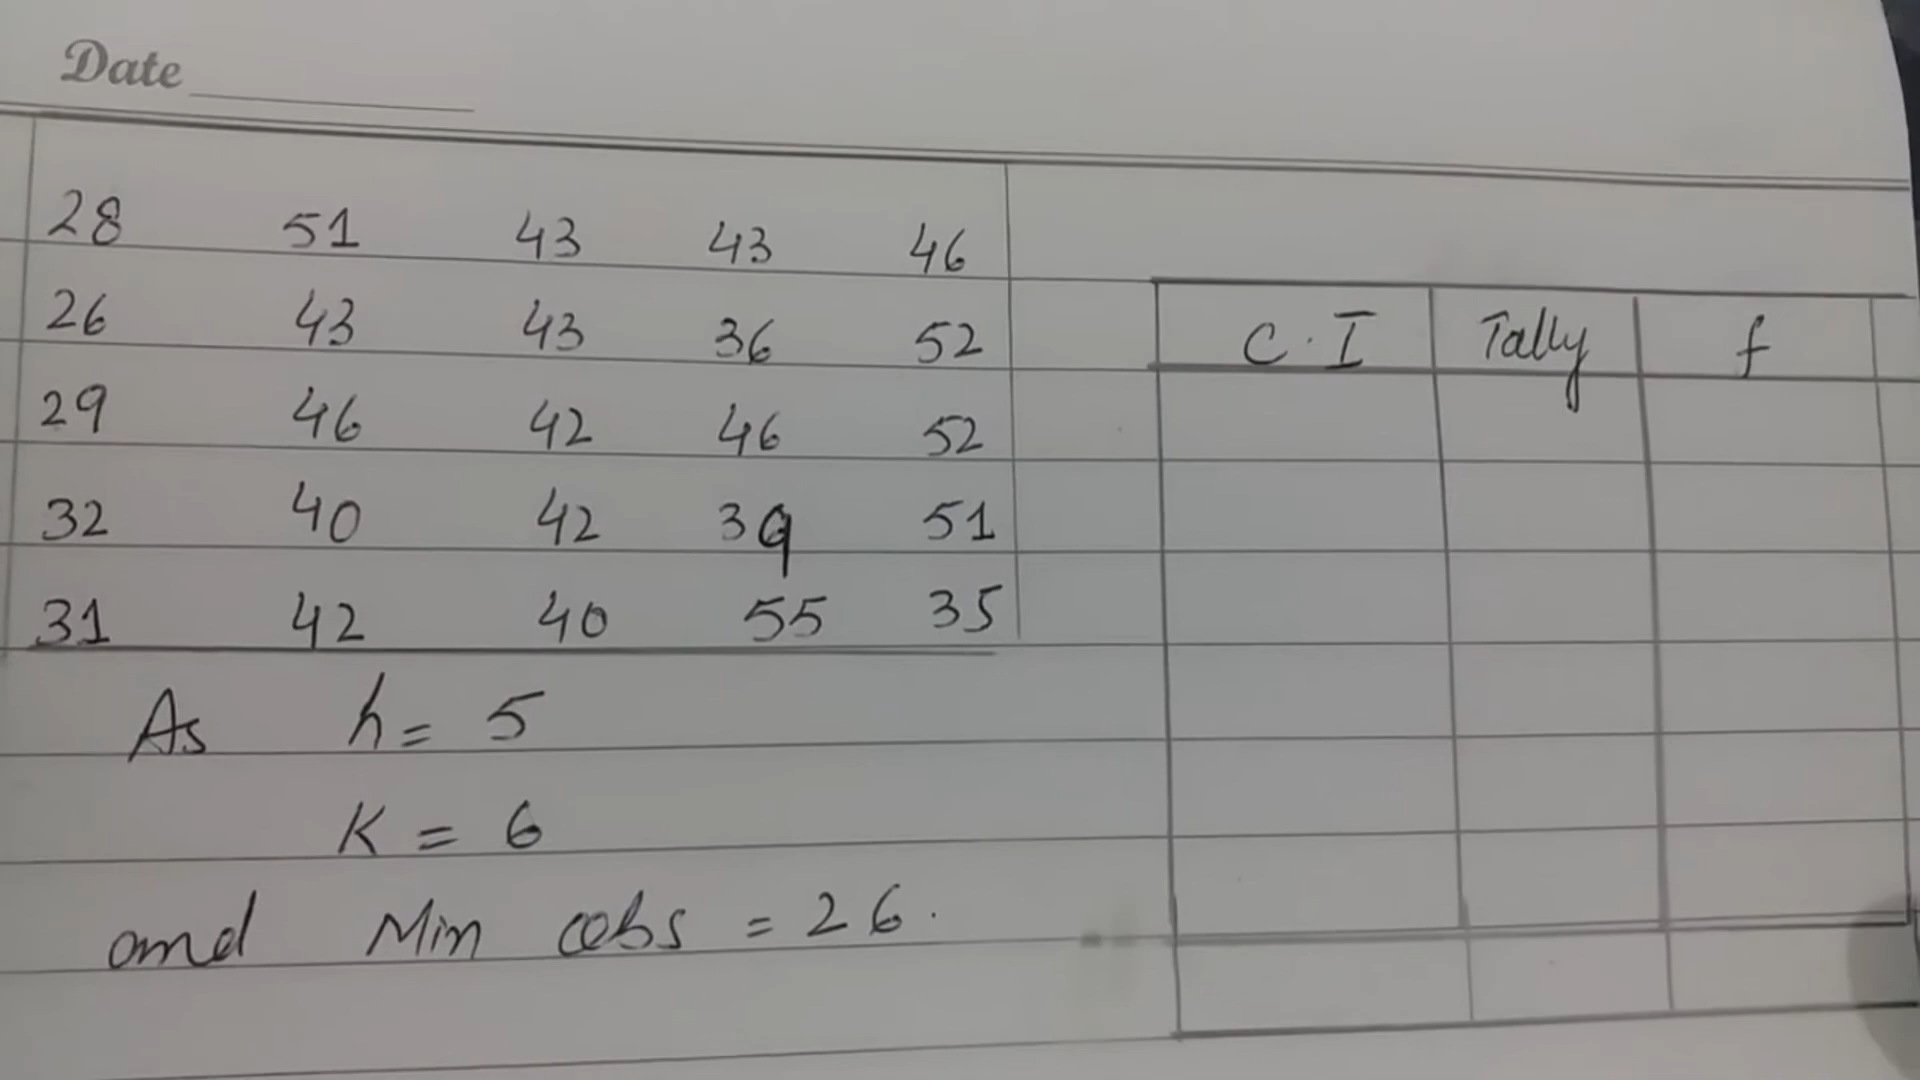 Date
28 51 43 43 46
26 43 43 36 52
29 46 42 46 52
32 40 42 39 51
31 42 40 55 35
C.I Tally f
As h = 5
K = 6
and Min obs = 26.